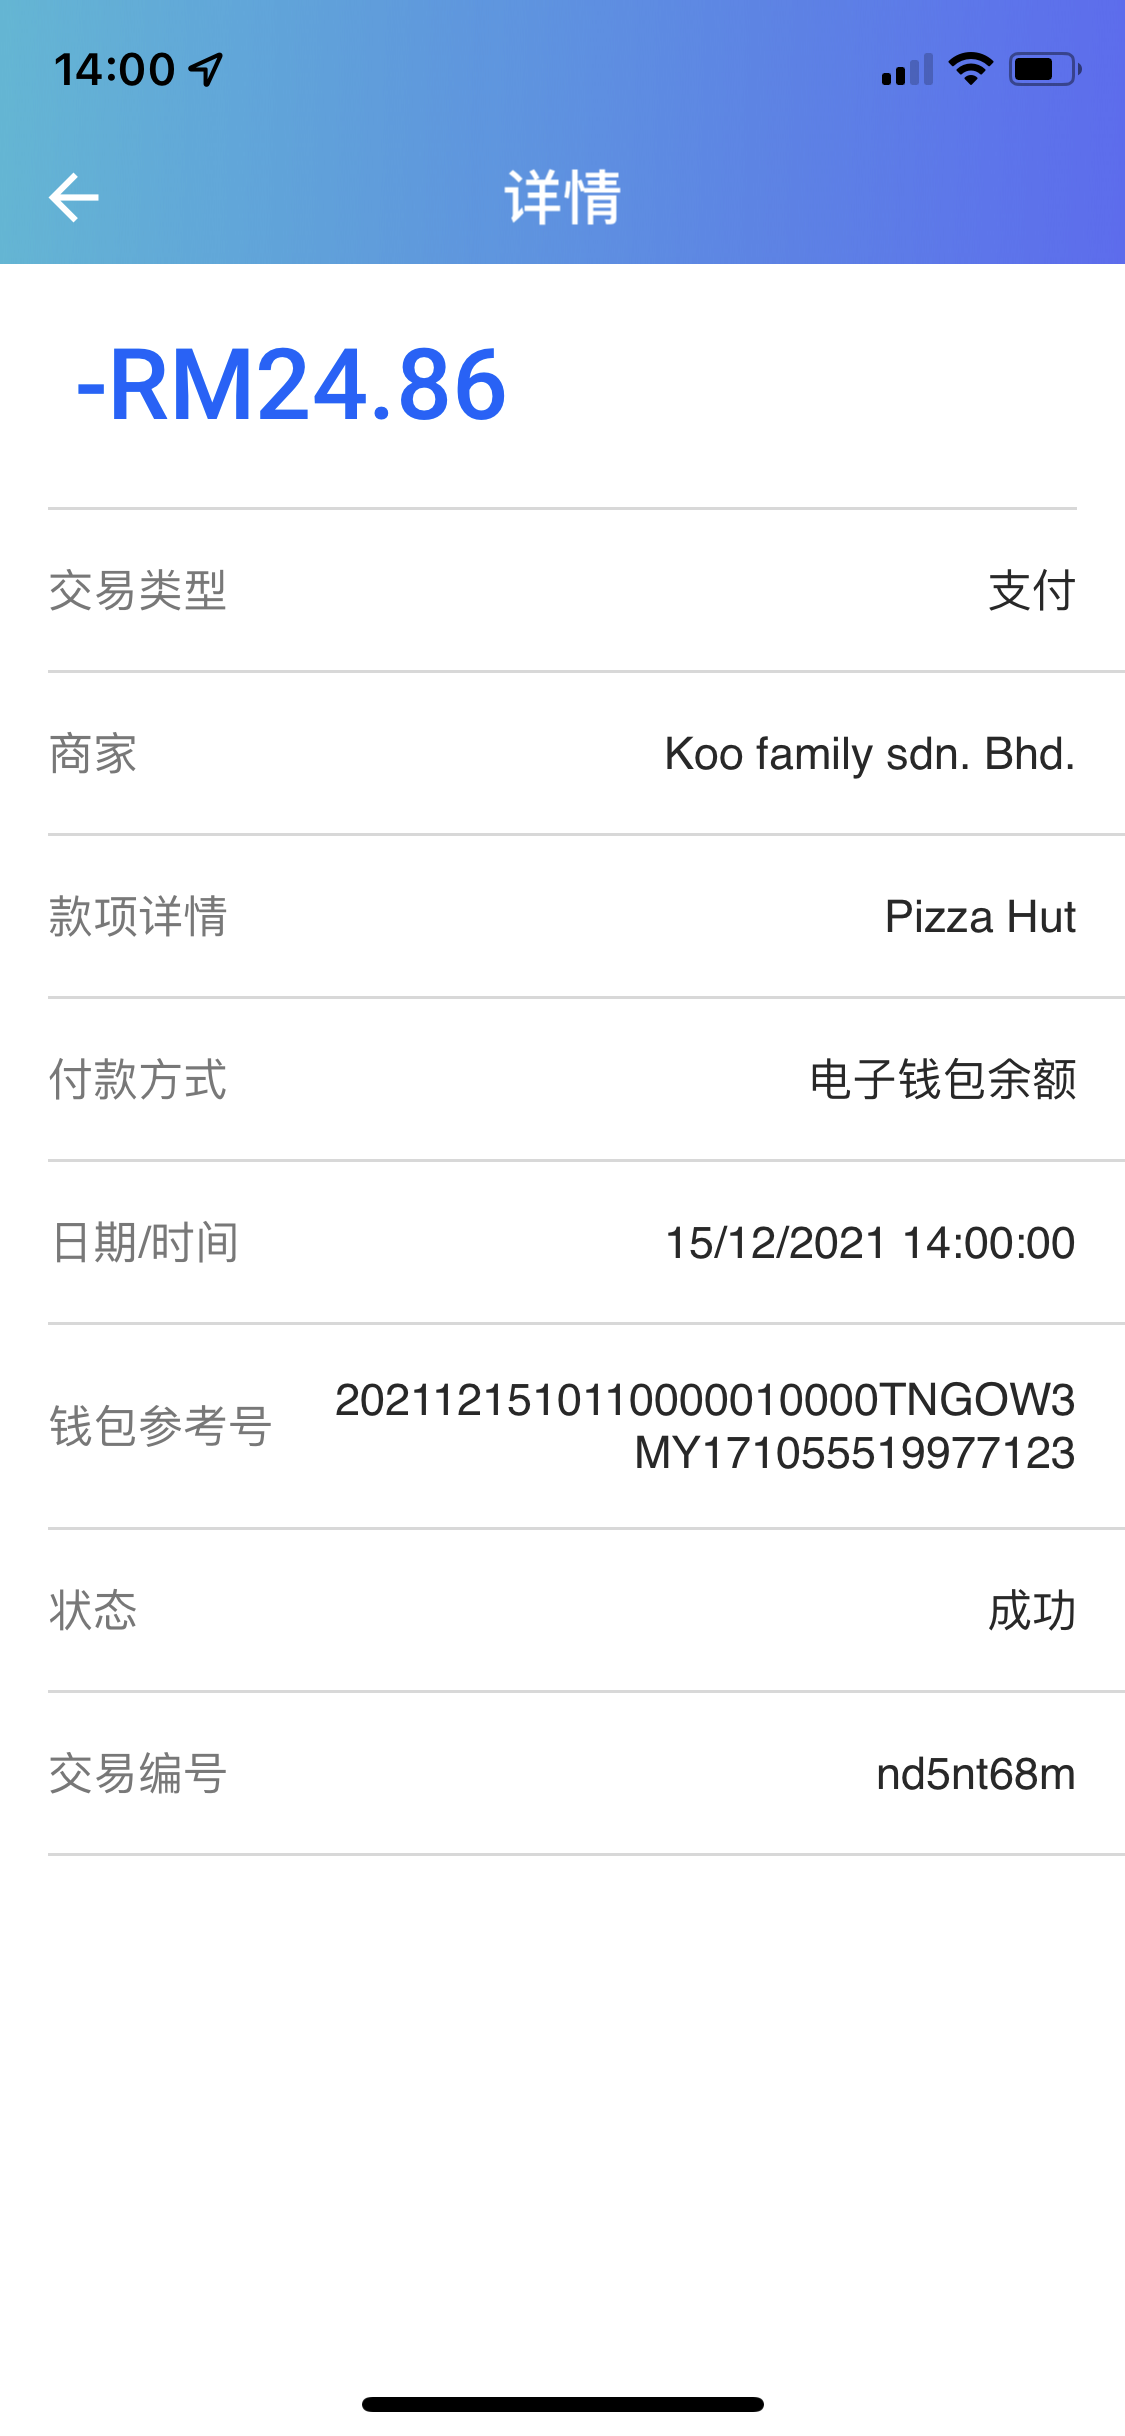 14:00
详情
-RM24.86
交易类型 支付
商家 Koo family sdn. Bhd.
款项详情 Pizza Hut
付款方式 电子钱包余额
日期/时间 15/12/2021 14:00:00
钱包参考号 20211215101110000010000TNGOW3
MY171055519977123
状态 成功
交易编号 nd5nt68m